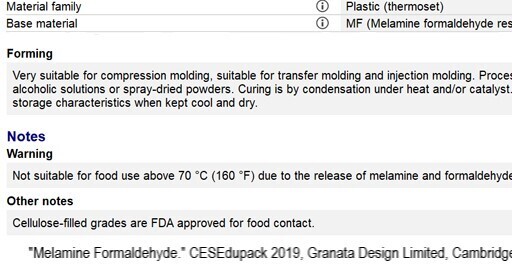 Material family ⓘ Plastic (thermoset)
Base material ⓘ MF (Melamine formaldehyde res
Forming
Very suitable for compression molding, suitable for transfer molding and injection molding. Proces
alcoholic solutions or spray-dried powders. Curing is by condensation under heat and/or catalyst.
storage characteristics when kept cool and dry.
Notes
Warning
Not suitable for food use above 70 °C (160 °F) due to the release of melamine and formaldehyde
Other notes
Cellulose-filled grades are FDA approved for food contact.
"Melamine Formaldehyde." CESEdupack 2019, Granata Design Limited, Cambridge